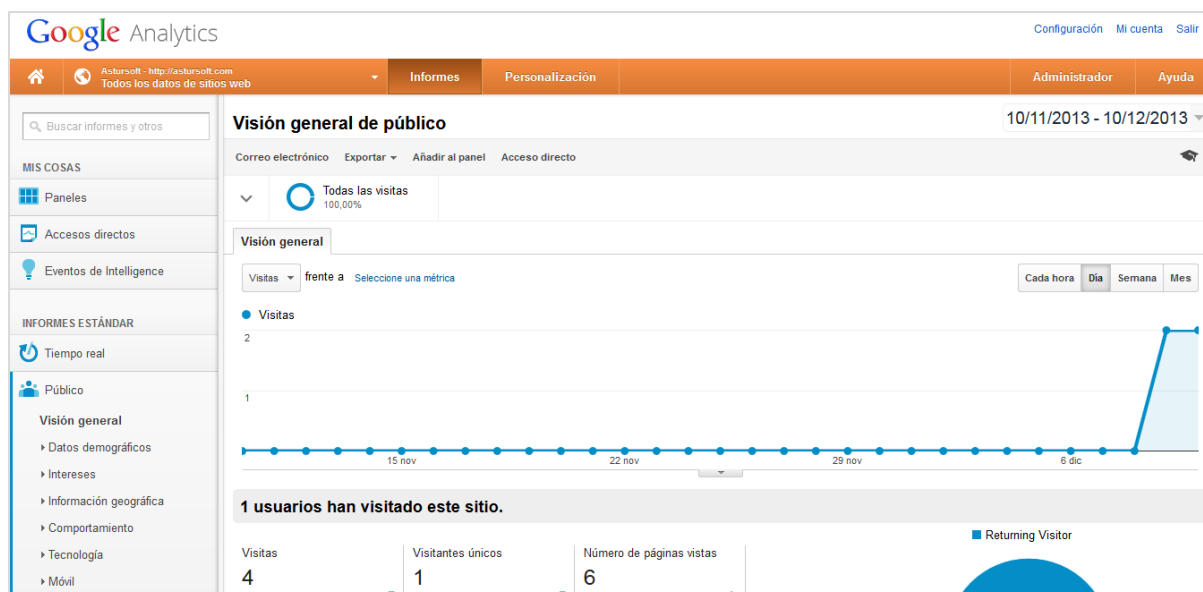 Google Analytics
Configuración Mi cuenta Salir
Astursoft - http://astursoft.com
Todos los datos de sitios web
Informes Personalización Administrador Ayuda
Buscar informes y otros
MIS COSAS
Paneles
Accesos directos
Eventos de Intelligence
INFORMES ESTÁNDAR
Tiempo real
Público
Visión general
Datos demográficos
Intereses
Información geográfica
Comportamiento
Tecnología
Móvil
Visión general de público
10/11/2013 - 10/12/2013
Correo electrónico Exportar Añadir al panel Acceso directo
Todas las visitas
100,00%
Visión general
Visitas frente a Seleccione una métrica
Cada hora Día Semana Mes
Visitas
2
1
15 nov 22 nov 29 nov 6 dic
1 usuarios han visitado este sitio.
Returning Visitor
Visitas Visitantes únicos Número de páginas vistas
4 1 6